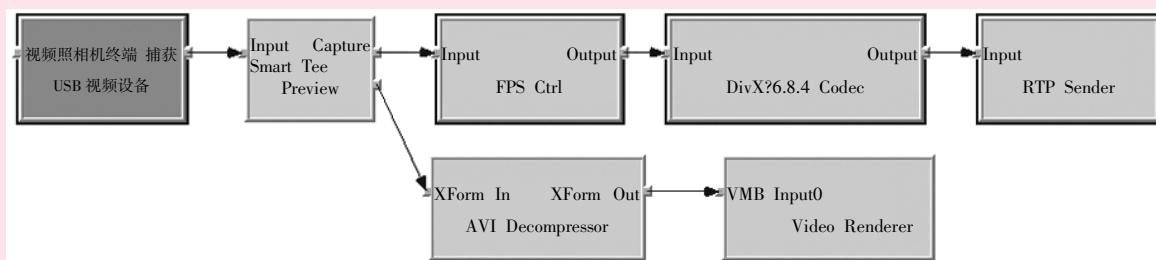 视频照相机终端 捕获
USB 视频设备
Input Capture
Smart Tee
Preview
Input Output
FPS Ctrl
Input Output
DivX?6.8.4 Codec
Input
RTP Sender
XForm In XForm Out
AVI Decompressor
VMB Input0
Video Renderer